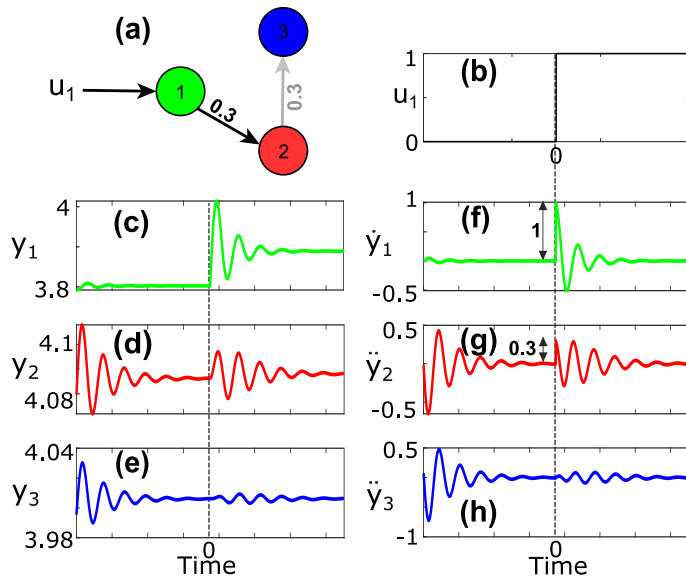 (a)
3
u1
1
0.3
0.3
2
(b)
1
u1
0
0
(c)
4
y1
3.8
(f)
1
ẏ1
1
-0.5
(d)
4.1
y2
4.08
(g)
0.5
0.3
ÿ2
-0.5
(e)
4.04
y3
3.98
0
Time
0.5
ÿ3
-1
(h)
0
Time